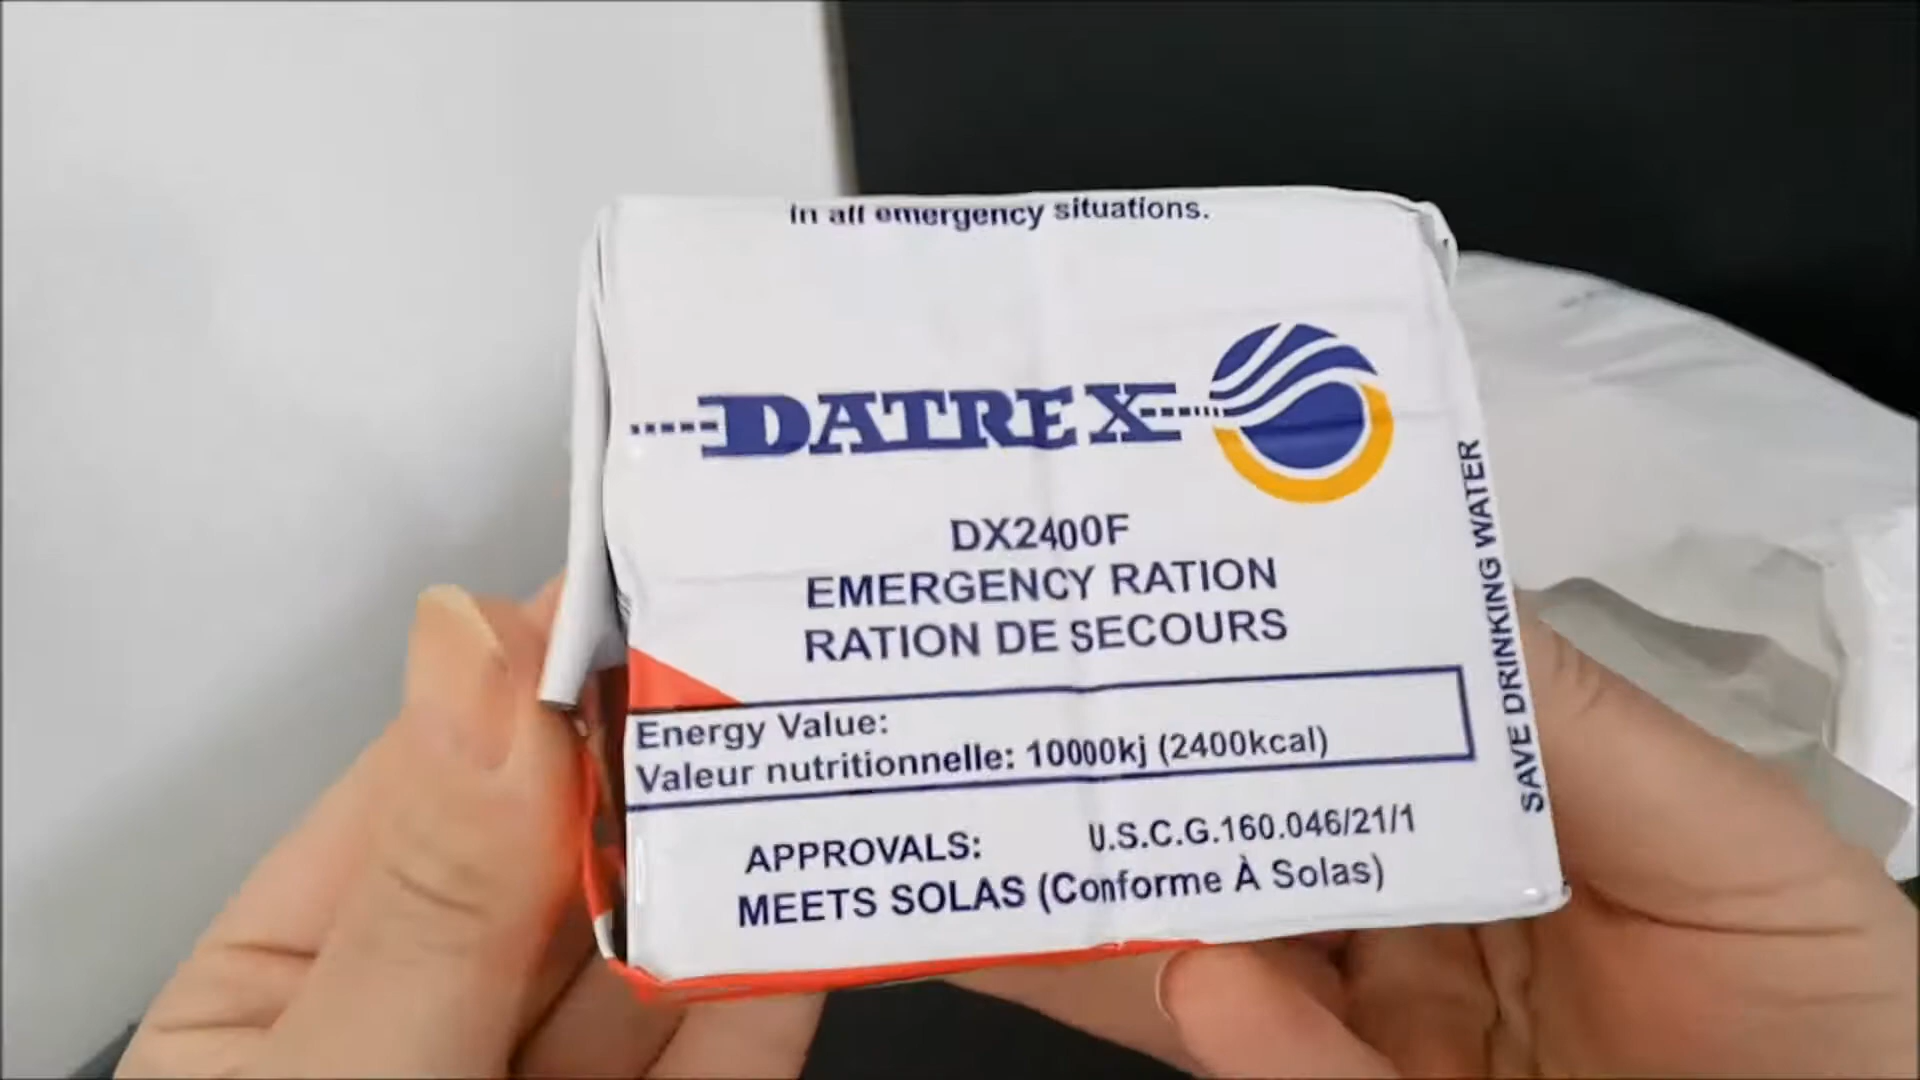 in all emergency situations.
DATREX
DX2400F
EMERGENCY RATION
RATION DE SECOURS
Energy Value:
Valeur nutritionnelle: 10000kj (2400kcal)
APPROVALS: U.S.C.G.160.046/21/1
MEETS SOLAS (Conforme À Solas)
SAVE DRINKING WATER